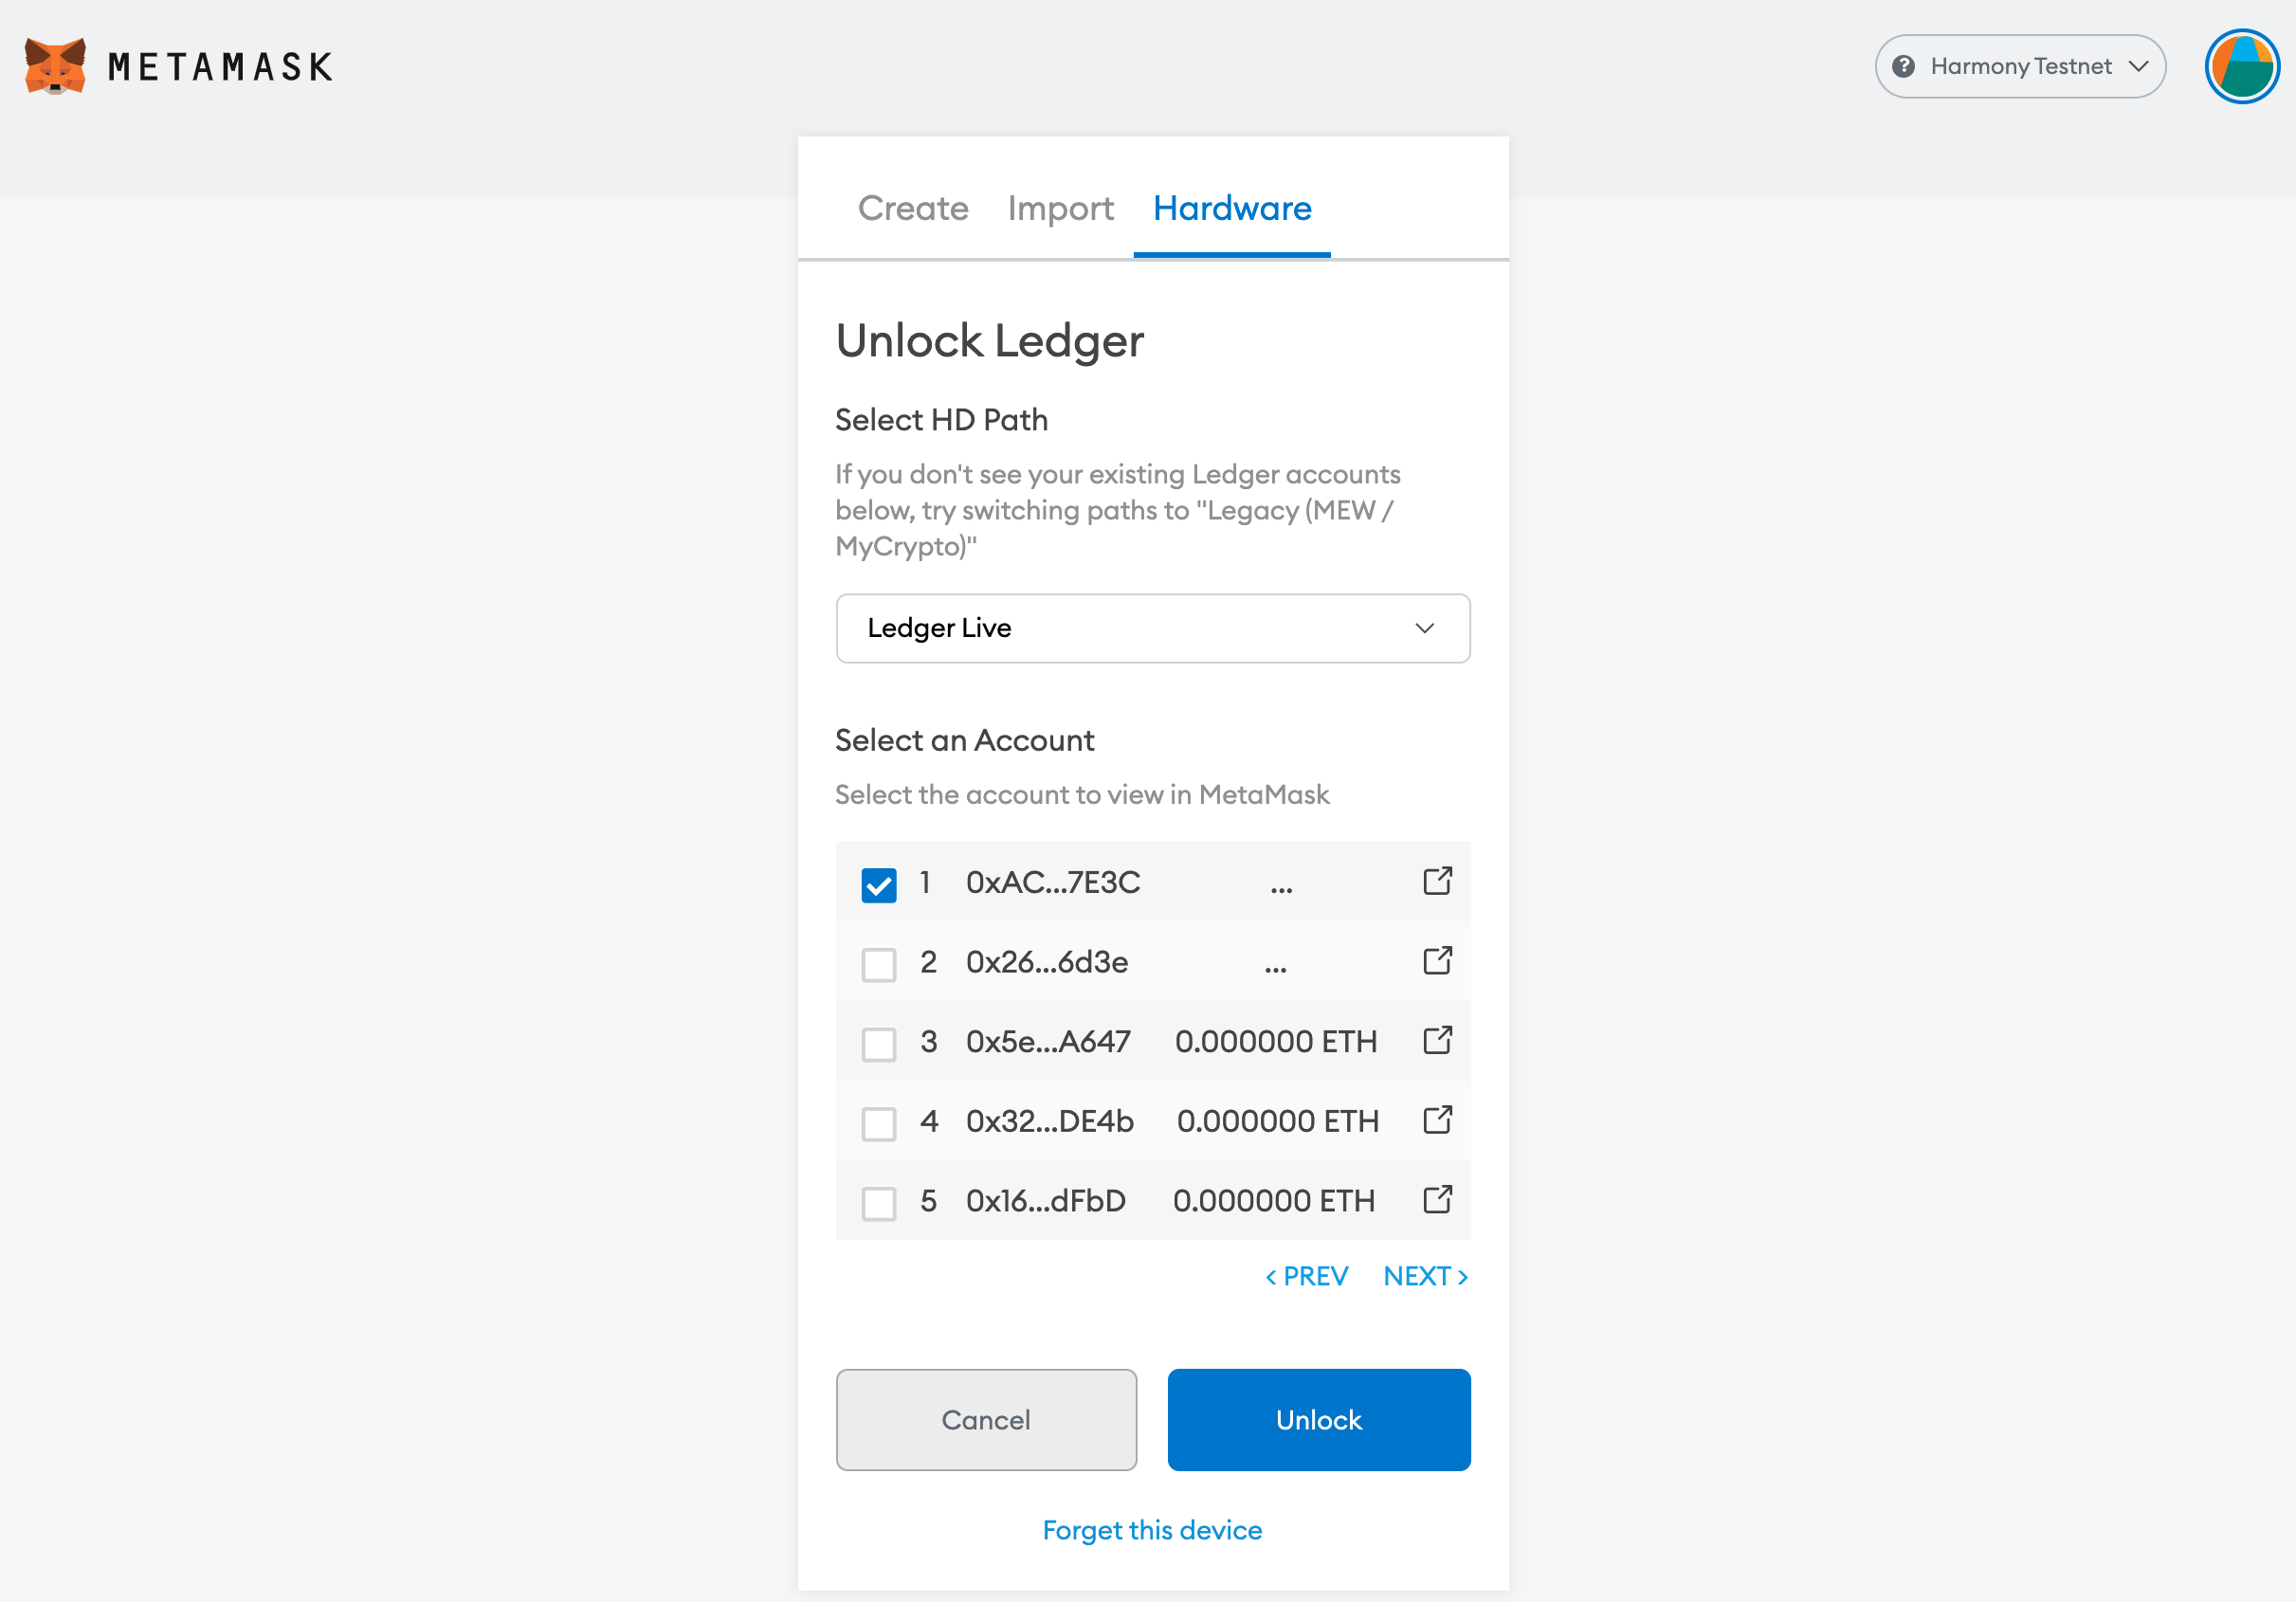 METAMASK
Harmony Testnet
Create Import Hardware
Unlock Ledger
Select HD Path
If you don't see your existing Ledger accounts
below, try switching paths to "Legacy (MEW /
MyCrypto)"
Ledger Live
Select an Account
Select the account to view in MetaMask
1 0xAC...7E3C ...
2 0x26...6d3e ...
3 0x5e...A647 0.000000 ETH
4 0x32...DE4b 0.000000 ETH
5 0x16...dFbD 0.000000 ETH
< PREV NEXT >
Cancel Unlock
Forget this device